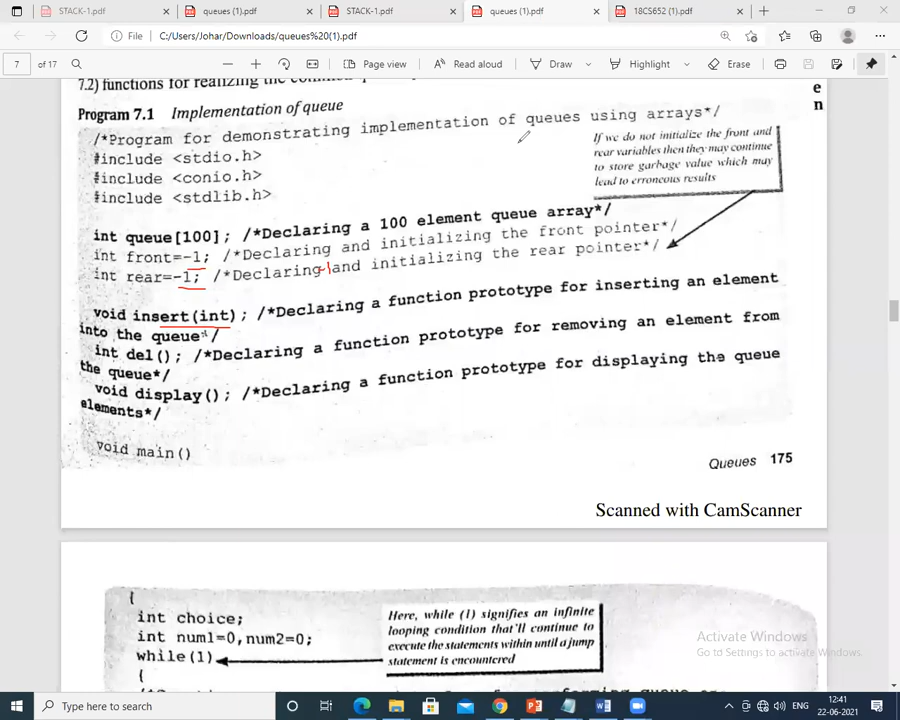 STACK-1.pdf
queues (1).pdf
STACK-1.pdf
queues (1).pdf
18CS652 (1).pdf
File
C:/Users/Johar/Downloads/queues%20(1).pdf
7 of 17
Page view
Read aloud
Draw
Highlight
Erase
7.2) functions for realizing the
e
n
Program 7.1 Implementation of queue
/*Program for demonstrating implementation of queues using arrays*/
#include <stdio.h>
#include <conio.h>
#include <stdlib.h>
If we do not initialize the front and
rear variables then they may continue
to store garbage value which may
lead to erroneous results
int queue[100]; /*Declaring a 100 element queue array*/
int front=-1; /*Declaring and initializing the front pointer*/
int rear=-1; /*Declaring and initializing the rear pointer*/
-1
void insert(int); /*Declaring a function prototype for inserting an element
into the queue*/
int del(); /*Declaring a function prototype for removing an element from
the queue*/
void display(); /*Declaring a function prototype for displaying the queue
elements*/
void main()
Queues 175
Scanned with CamScanner
{
int choice;
int num1=0,num2=0;
while(1)
{
Here, while (1) signifies an infinite
looping condition that'll continue to
execute the statements within until a jump
statement is encountered
Activate Windows
Go to Settings to activate Windows.
Type here to search
12:41
22-06-2021